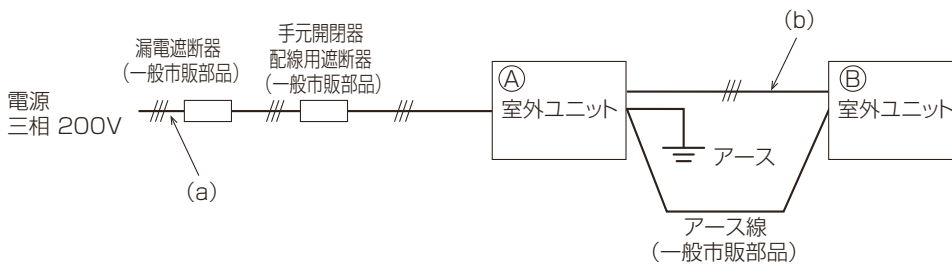 漏電遮断器
(一般市販部品)
手元開閉器
配線用遮断器
(一般市販部品)
電源
三相 200V
(a)
Ⓐ
室外ユニット
(b)
Ⓑ
室外ユニット
アース
アース線
(一般市販部品)